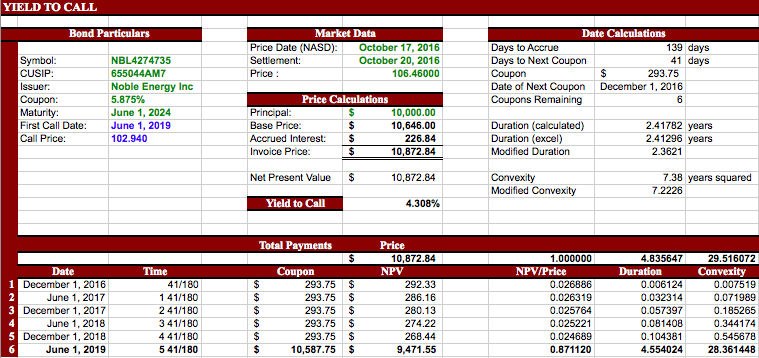 YIELD TO CALL
Bond Particulars Market Data Date Calculations
Price Date (NASD): October 17, 2016 Days to Accrue 139 days
Symbol: NBL4274735 Settlement: October 20, 2016 Days to Next Coupon 41 days
CUSIP: 655044AM7 Price : 106.46000 Coupon $ 293.75
Issuer: Noble Energy Inc Date of Next Coupon December 1, 2016
Coupon: 5.875% Price Calculations Coupons Remaining 6
Maturity: June 1, 2024 Principal: $ 10,000.00
First Call Date: June 1, 2019 Base Price: $ 10,646.00 Duration (calculated) 2.41782 years
Call Price: 102.940 Accrued Interest: $ 226.84 Duration (excel) 2.41296 years
Invoice Price: $ 10,872.84 Modified Duration 2.3621
Net Present Value $ 10,872.84 Convexity 7.38 years squared
Modified Convexity 7.2226
Yield to Call 4.308%
Total Payments Price
$ 10,872.84 1.000000 4.835647 29.516072
Date Time Coupon NPV NPV/Price Duration Convexity
1 December 1, 2016 41/180 $ 293.75 $ 292.33 0.026886 0.006124 0.007519
2 June 1, 2017 1 41/180 $ 293.75 $ 286.16 0.026319 0.032314 0.071989
3 December 1, 2017 2 41/180 $ 293.75 $ 280.13 0.025764 0.057397 0.185265
4 June 1, 2018 3 41/180 $ 293.75 $ 274.22 0.025221 0.081408 0.344174
5 December 1, 2018 4 41/180 $ 293.75 $ 268.44 0.024689 0.104381 0.545678
6 June 1, 2019 5 41/180 $ 10,587.75 $ 9,471.55 0.871120 4.554024 28.361448